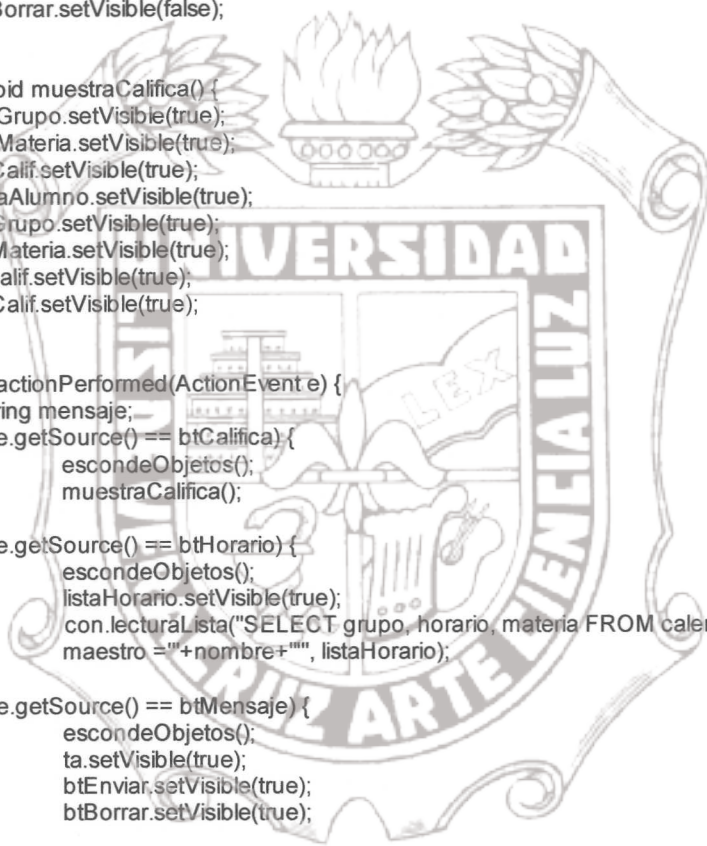 Borrar.setVisible(false);
oid muestraCalifica() {
Grupo.setVisible(true);
Materia.setVisible(true);
Calif.setVisible(true);
aAlumno.setVisible(true);
Grupo.setVisible(true);
Materia.setVisible(true);
alif.setVisible(true);
Calif.setVisible(true);
actionPerformed(ActionEvent e) {
ring mensaje;
e.getSource() == btCalifica) {
escondeObjetos();
muestraCalifica();
e.getSource() == btHorario) {
escondeObjetos();
listaHorario.setVisible(true);
con.lecturaLista("SELECT grupo, horario, materia FROM caler
maestro ='"+nombre+"'", listaHorario);
e.getSource() == btMensaje) {
escondeObjetos();
ta.setVisible(true);
btEnviar.setVisible(true);
btBorrar.setVisible(true);
UNIVERSIDAD
LEX
ARTE CIENCIA LUZ